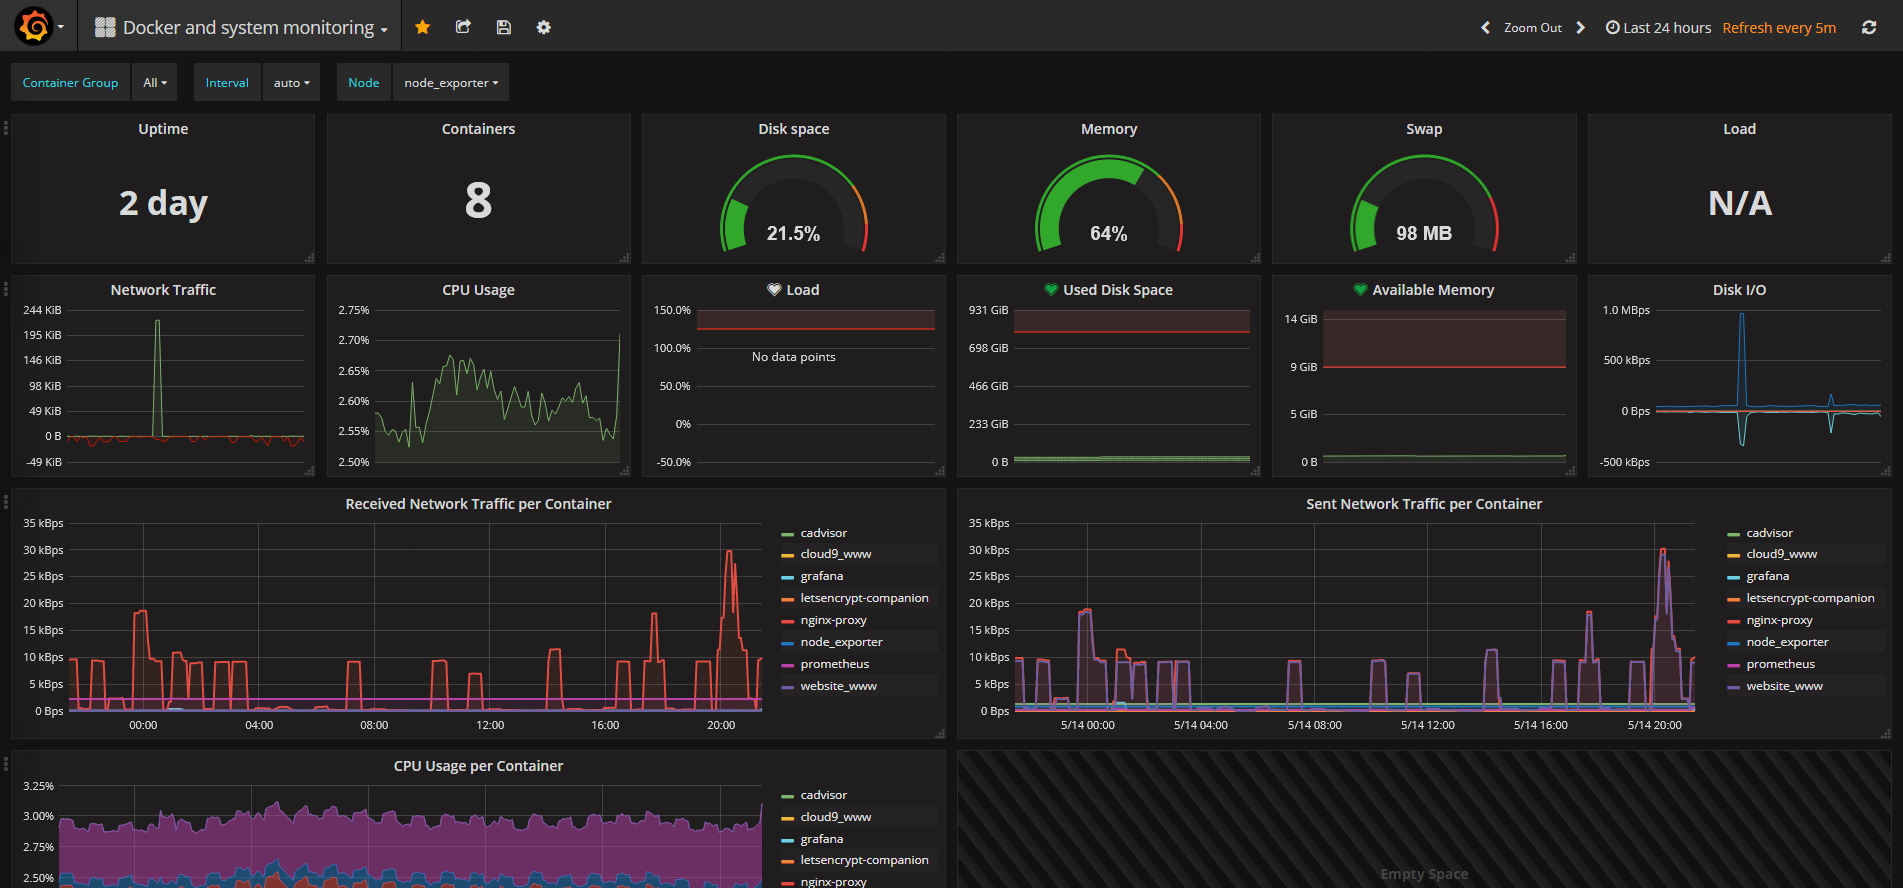 Docker and system monitoring
Zoom Out
Last 24 hours
Refresh every 5m
Container Group
All
Interval
auto
Node
node_exporter
Uptime
2 day
Containers
8
Disk space
21.5%
Memory
64%
Swap
98 MB
Load
N/A
Network Traffic
244 KiB
195 KiB
146 KiB
98 KiB
49 KiB
0 B
-49 KiB
CPU Usage
2.75%
2.70%
2.65%
2.60%
2.55%
2.50%
Load
150.0%
100.0%
No data points
50.0%
0%
-50.0%
Used Disk Space
931 GiB
698 GiB
466 GiB
233 GiB
0 B
Available Memory
14 GiB
9 GiB
5 GiB
0 B
Disk I/O
1.0 MBps
500 kBps
0 Bps
-500 kBps
Received Network Traffic per Container
35 kBps
30 kBps
25 kBps
20 kBps
15 kBps
10 kBps
5 kBps
0 Bps
00:00
04:00
08:00
12:00
16:00
20:00
cadvisor
cloud9_www
grafana
letsencrypt-companion
nginx-proxy
node_exporter
prometheus
website_www
Sent Network Traffic per Container
35 kBps
30 kBps
25 kBps
20 kBps
15 kBps
10 kBps
5 kBps
0 Bps
5/14 00:00
5/14 04:00
5/14 08:00
5/14 12:00
5/14 16:00
5/14 20:00
cadvisor
cloud9_www
grafana
letsencrypt-companion
nginx-proxy
node_exporter
prometheus
website_www
CPU Usage per Container
3.25%
3.00%
2.75%
2.50%
cadvisor
cloud9_www
grafana
letsencrypt-companion
nginx-proxy
Empty Space